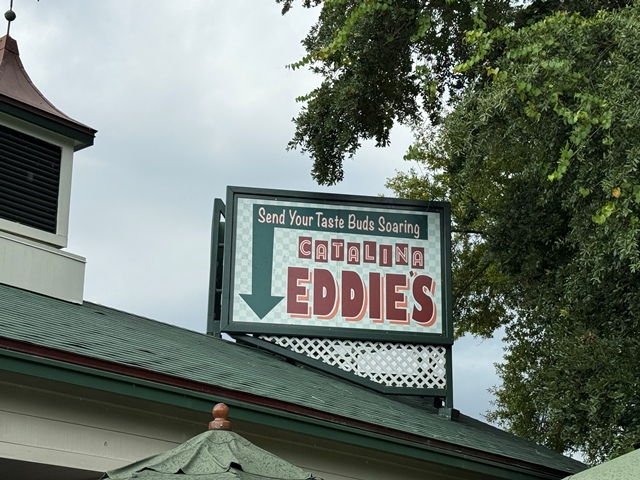 Send Your Taste Buds Soaring
CATALINA
EDDIE'S